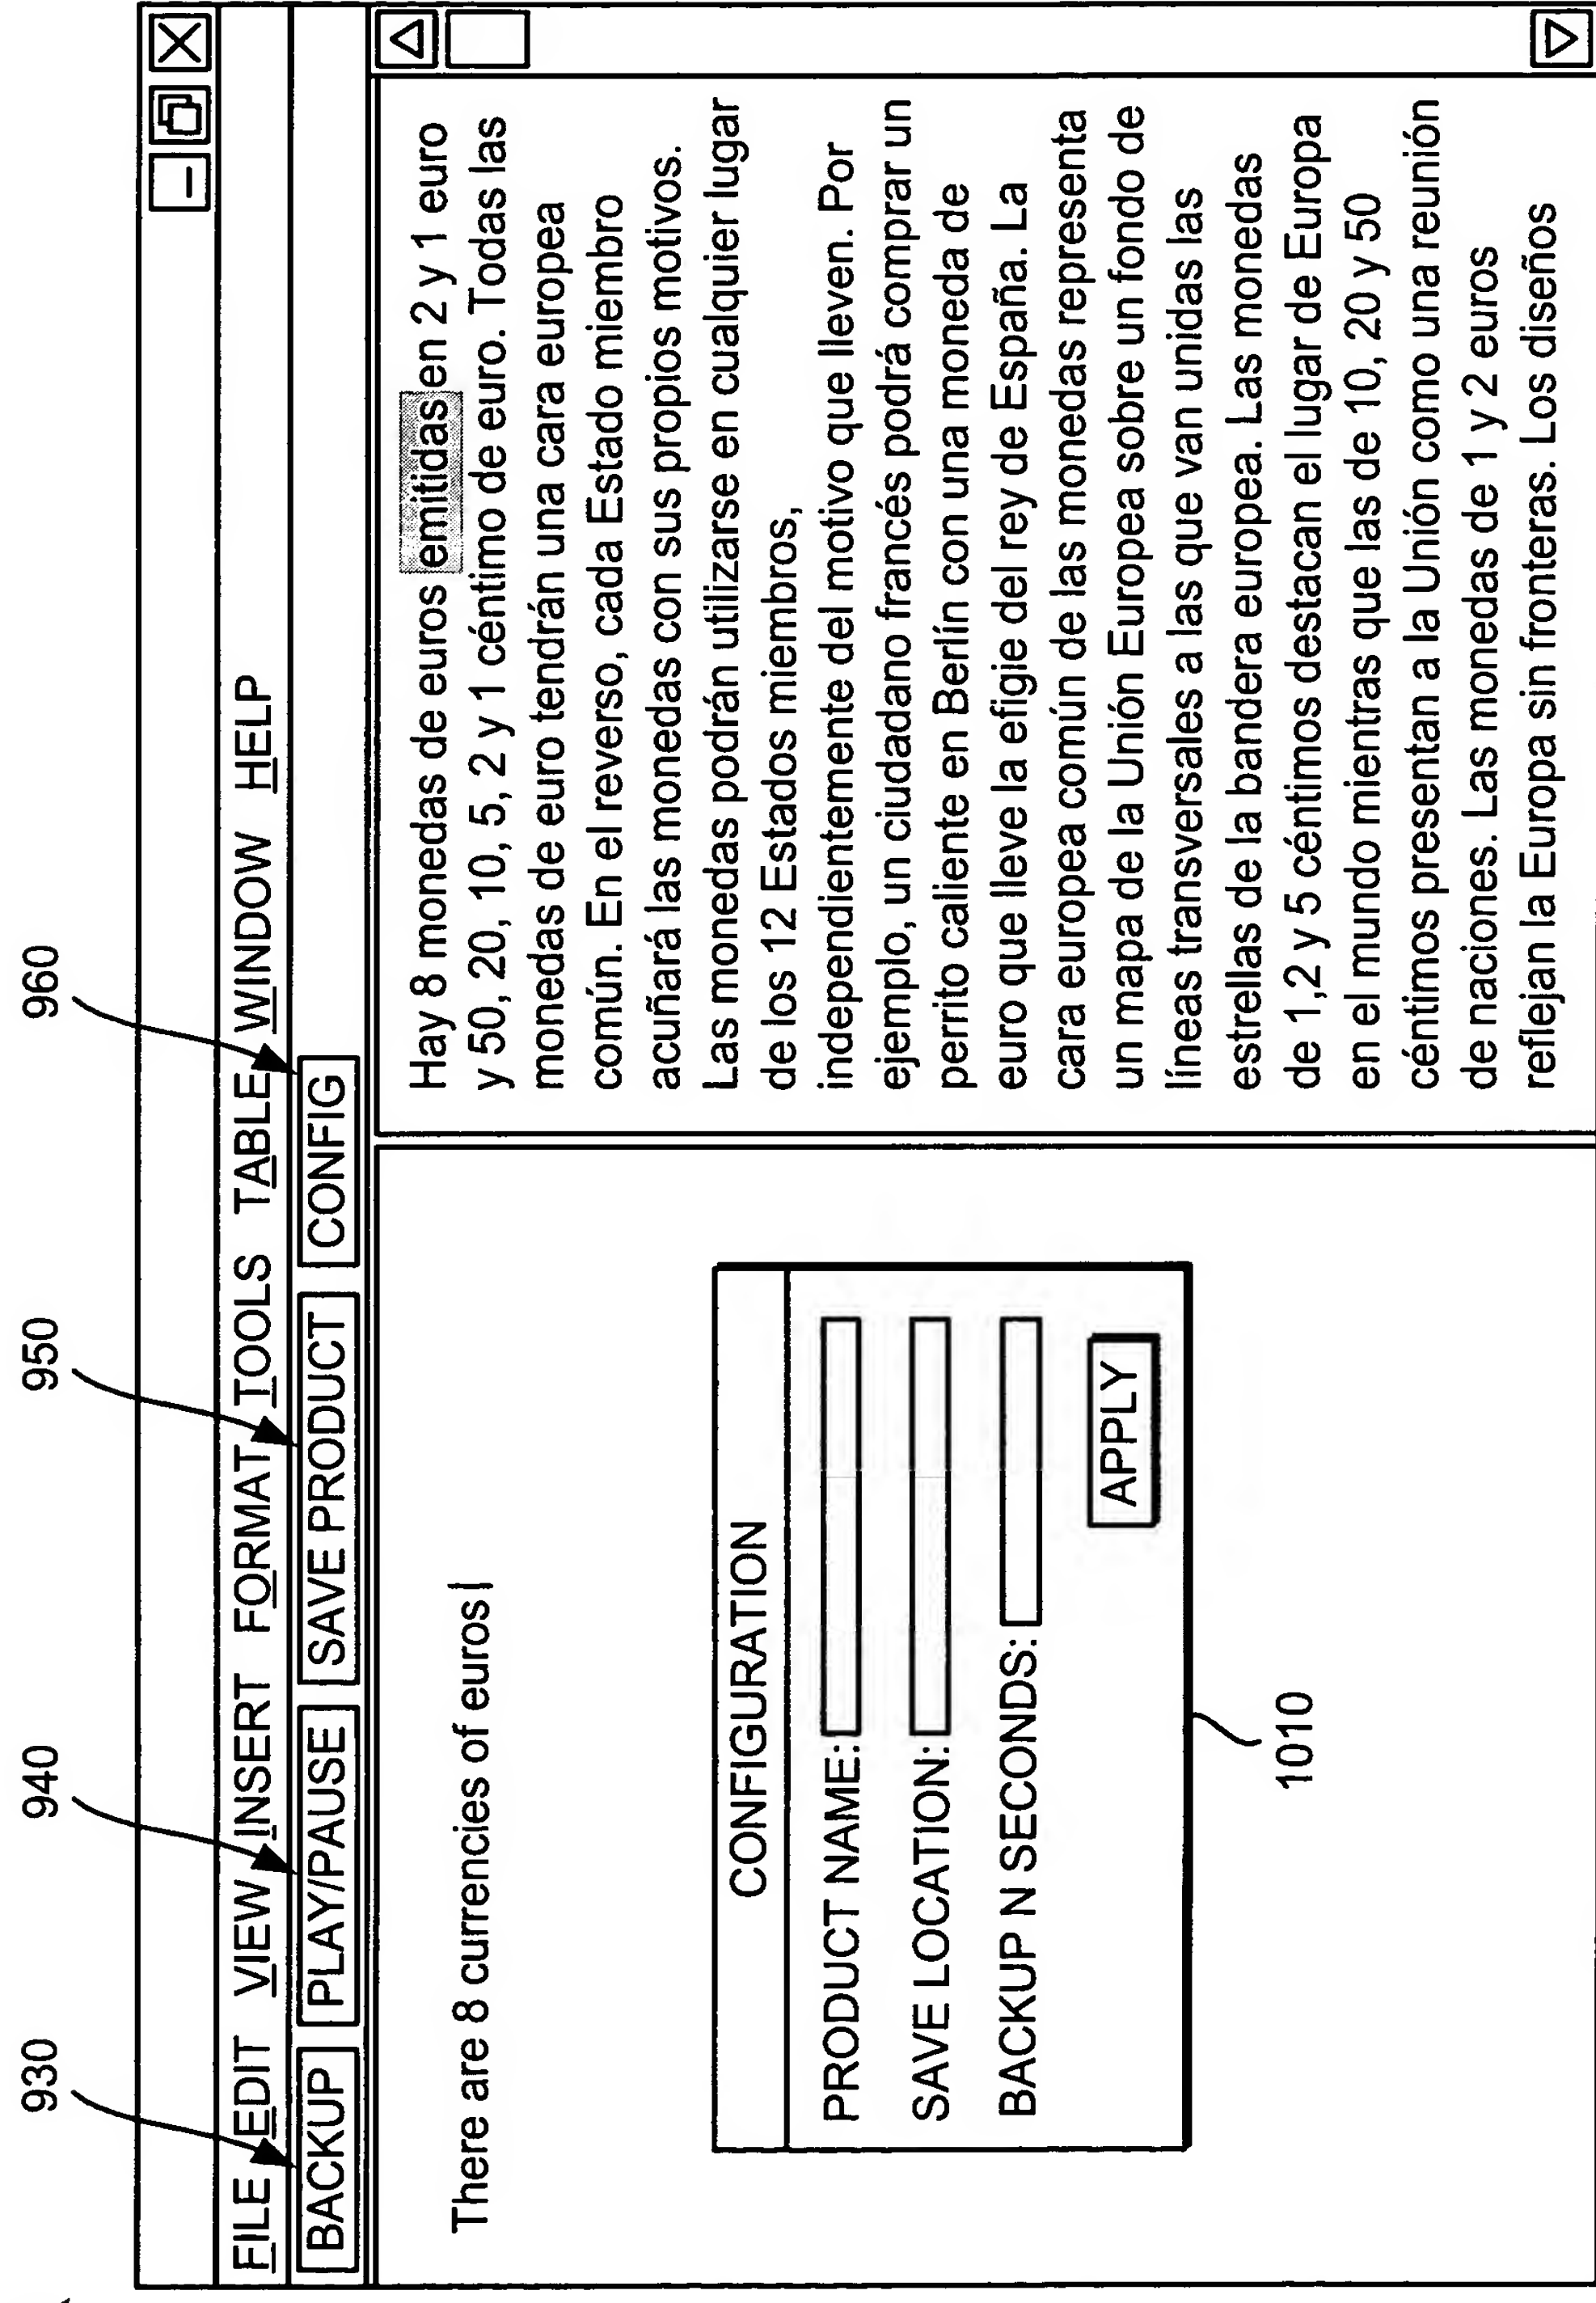 930 940 950 960
FILE EDIT VIEW INSERT FORMAT TOOLS TABLE WINDOW HELP
BACKUP PLAY/PAUSE SAVE PRODUCT CONFIG
There are 8 currencies of euros
CONFIGURATION
PRODUCT NAME:
SAVE LOCATION:
BACKUP N SECONDS:
APPLY
1010
Hay 8 monedas de euros emitidas en 2 y 1 euro
y 50, 20, 10, 5, 2 y 1 céntimo de euro. Todas las
monedas de euro tendrán una cara europea
común. En el reverso, cada Estado miembro
acuñará las monedas con sus propios motivos.
Las monedas podrán utilizarse en cualquier lugar
de los 12 Estados miembros,
independientemente del motivo que lleven. Por
ejemplo, un ciudadano francés podrá comprar un
perrito caliente en Berlín con una moneda de
euro que lleve la efigie del rey de España. La
cara europea común de las monedas representa
un mapa de la Unión Europea sobre un fondo de
líneas transversales a las que van unidas las
estrellas de la bandera europea. Las monedas
de 1,2 y 5 céntimos destacan el lugar de Europa
en el mundo mientras que las de 10, 20 y 50
céntimos presentan a la Unión como una reunión
de naciones. Las monedas de 1 y 2 euros
reflejan la Europa sin fronteras. Los diseños